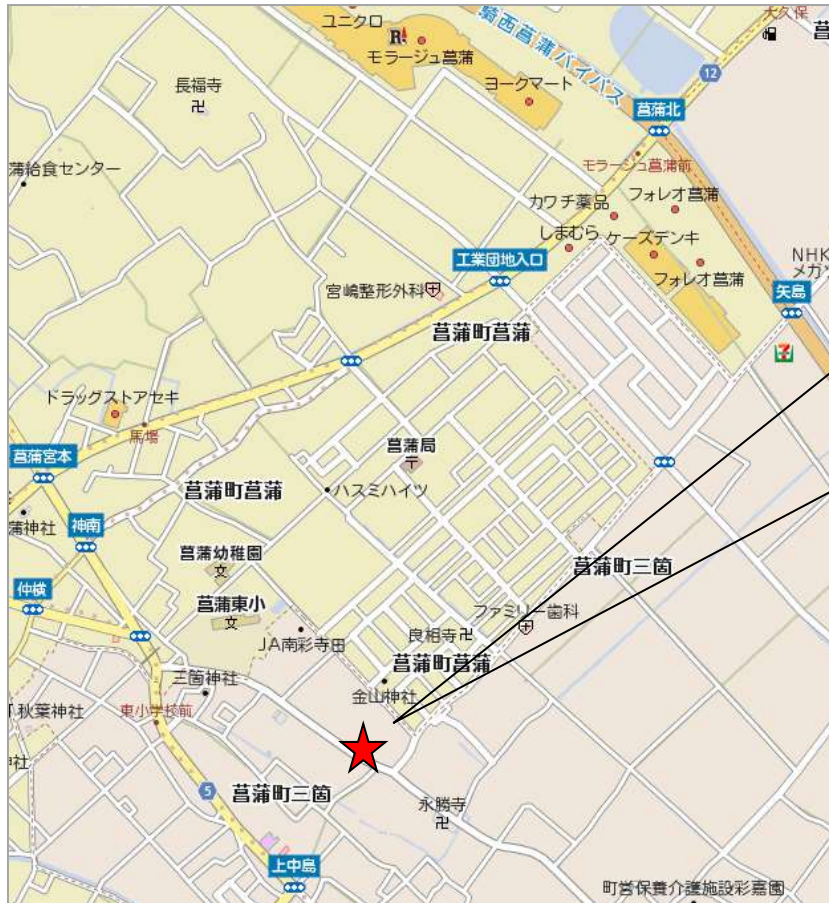 ユニクロ
モラージュ菖蒲
騎西菖蒲バイパス
大久保
菖
12
長福寺
ヨークマート
菖蒲北
モラージュ菖蒲前
蒲給食センター
カワチ薬品
フォレオ菖蒲
しまむら
ケーズデンキ
工業団地入口
NHK
メガソ
フォレオ菖蒲
宮嶋整形外科
矢島
菖蒲町菖蒲
7
ドラッグストアセキ
馬場
菖蒲局
菖蒲宮本
菖蒲町菖蒲
ハスミハイツ
蒲神社
神南
菖蒲幼稚園
文
菖蒲町三箇
仲横
菖蒲東小
文
ファミリー歯科
JA南彩寺田
良相寺
菖蒲町菖蒲
三箇神社
金山神社
秋葉神社
東小学校前
社
5
菖蒲町三箇
永勝寺
上中島
町営保養介護施設彩嘉園